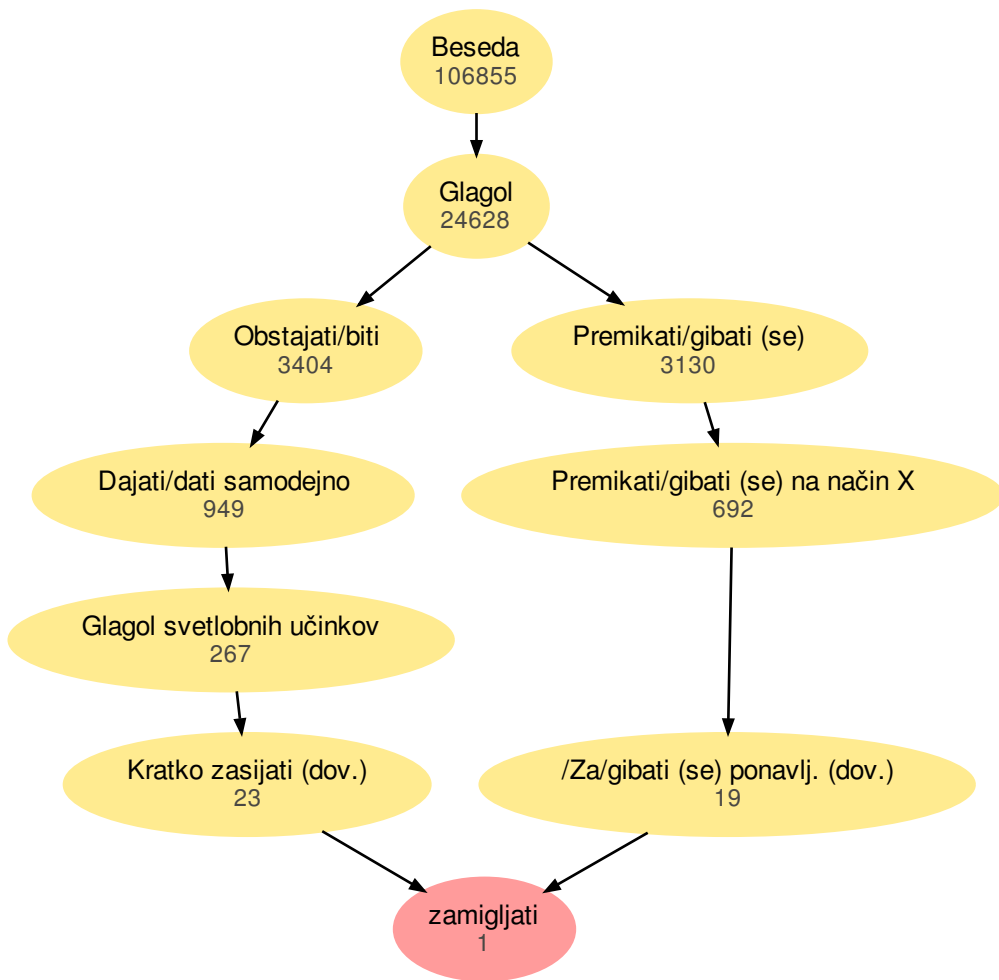 Beseda
106855
Glagol
24628
Obstajati/biti
3404
Premikati/gibati (se)
3130
Dajati/dati samodejno
949
Premikati/gibati (se) na način X
692
Glagol svetlobnih učinkov
267
Kratko zasijati (dov.)
23
/Za/gibati (se) ponavlj. (dov.)
19
zamigljati
1